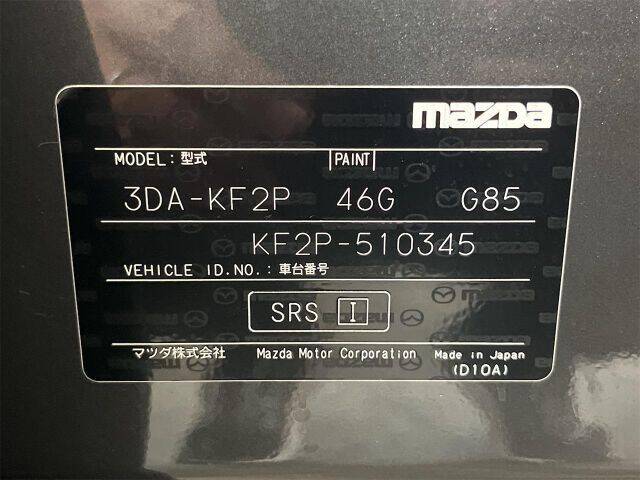 mazda
MODEL:型式 PAINT
3DA-KF2P 46G G85
KF2P-510345
VEHICLE ID.NO.:車台番号
SRS I
マツダ株式会社 Mazda Motor Corporation Made in Japan
(D10A)